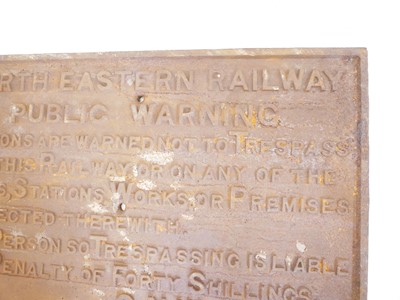 RTH EASTERN RAILWAY
PUBLIC WARNING
ONS ARE WARNED NOT TO TRESPASS
THIS RAILWAY OR ON ANY OF THE
S, STATIONS, WORKS, OR PREMISES
ECTED THEREWITH.
PERSON SO TRESPASSING IS LIABLE
PENALTY OF FORTY SHILLINGS.